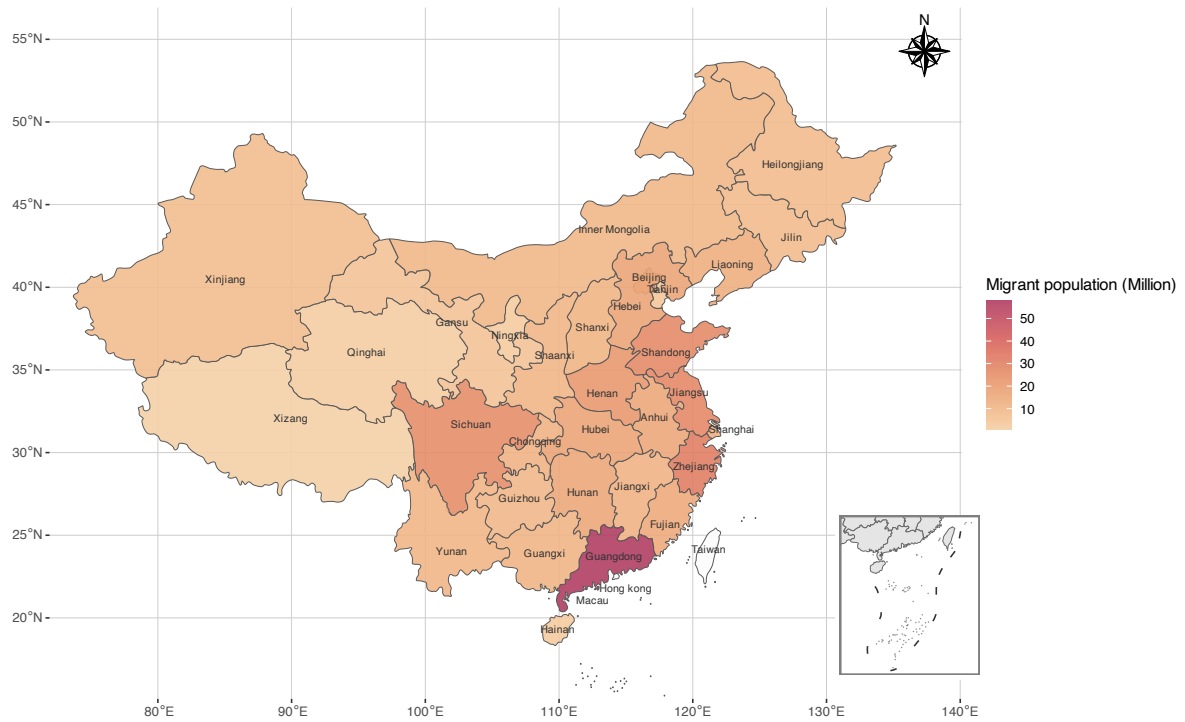 N
55°N
50°N
45°N
40°N
35°N
30°N
25°N
20°N
80°E
90°E
100°E
110°E
120°E
130°E
140°E
Heilongjiang
Inner Mongolia
Jilin
Liaoning
Xinjiang
Beijing
Tianjin
Hebei
Gansu
Ningxia
Shanxi
Shaanxi
Qinghai
Shandong
Henan
Jiangsu
Xizang
Sichuan
Anhui
Hubei
Shanghai
Chongqing
Zhejiang
Guizhou
Hunan
Jiangxi
Fujian
Yunan
Guangxi
Guangdong
Taiwan
Hong kong
Macau
Hainan
Migrant population (Million)
50
40
30
20
10